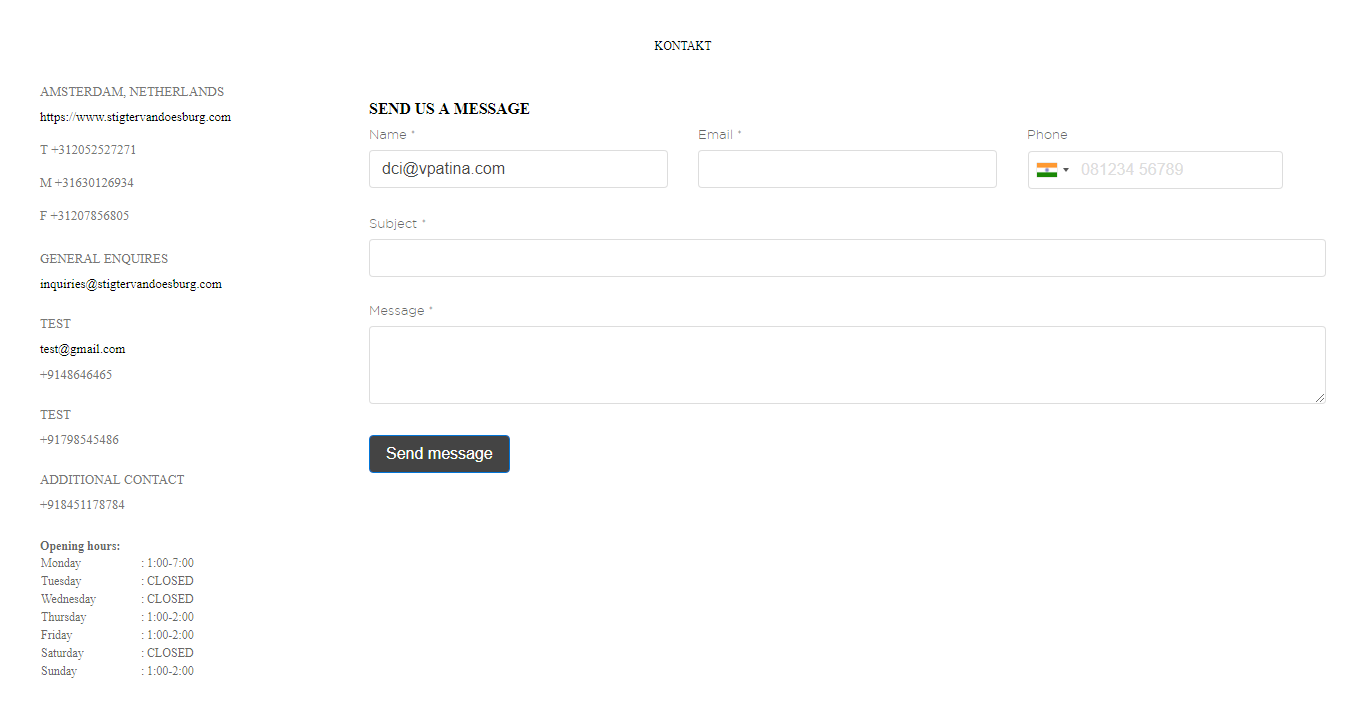 KONTAKT
AMSTERDAM, NETHERLANDS
https://www.stigtervandoesburg.com
T +312052527271
M +31630126934
F +31207856805
GENERAL ENQUIRES
inquiries@stigtervandoesburg.com
TEST
test@gmail.com
+9148646465
TEST
+91798545486
ADDITIONAL CONTACT
+918451178784
Opening hours:
Monday : 1:00-7:00
Tuesday : CLOSED
Wednesday : CLOSED
Thursday : 1:00-2:00
Friday : 1:00-2:00
Saturday : CLOSED
Sunday : 1:00-2:00
SEND US A MESSAGE
Name * Email * Phone
dci@vpatina.com 081234 56789
Subject *
Message *
Send message